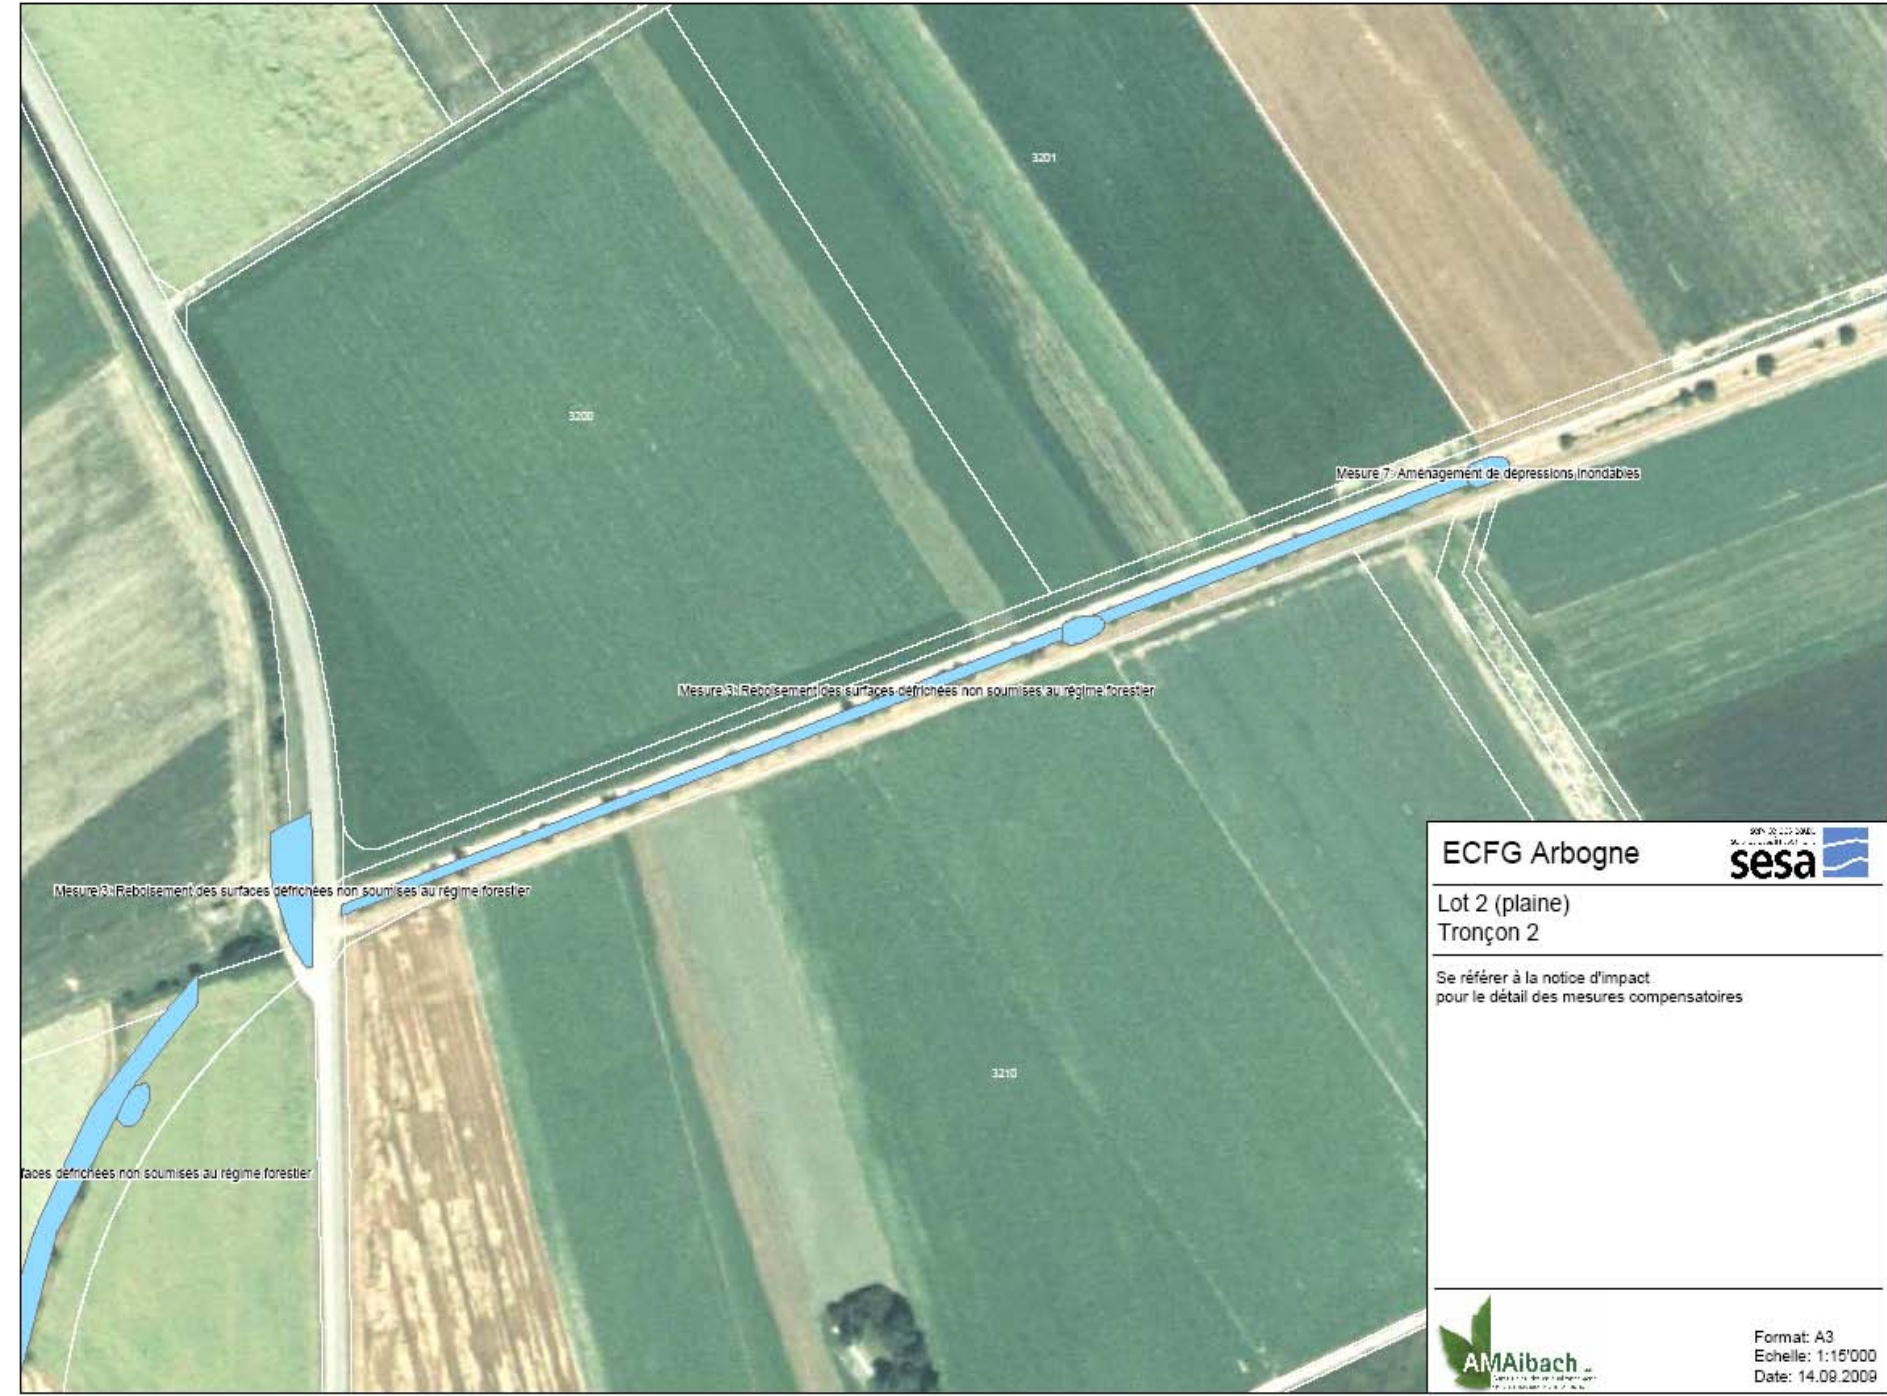 3201
3200
Mesure 7: Aménagement de dépressions inondables
Mesure 3: Reboisement des surfaces défrichées non soumises au régime forestier
Mesure 3: Reboisement des surfaces défrichées non soumises au régime forestier
3210
faces défrichées non soumises au régime forestier
ECFG Arbogne
sesa
Lot 2 (plaine)
Tronçon 2
Se référer à la notice d'impact
pour le détail des mesures compensatoires
AMAibach
Format: A3
Echelle: 1:15'000
Date: 14.09.2009